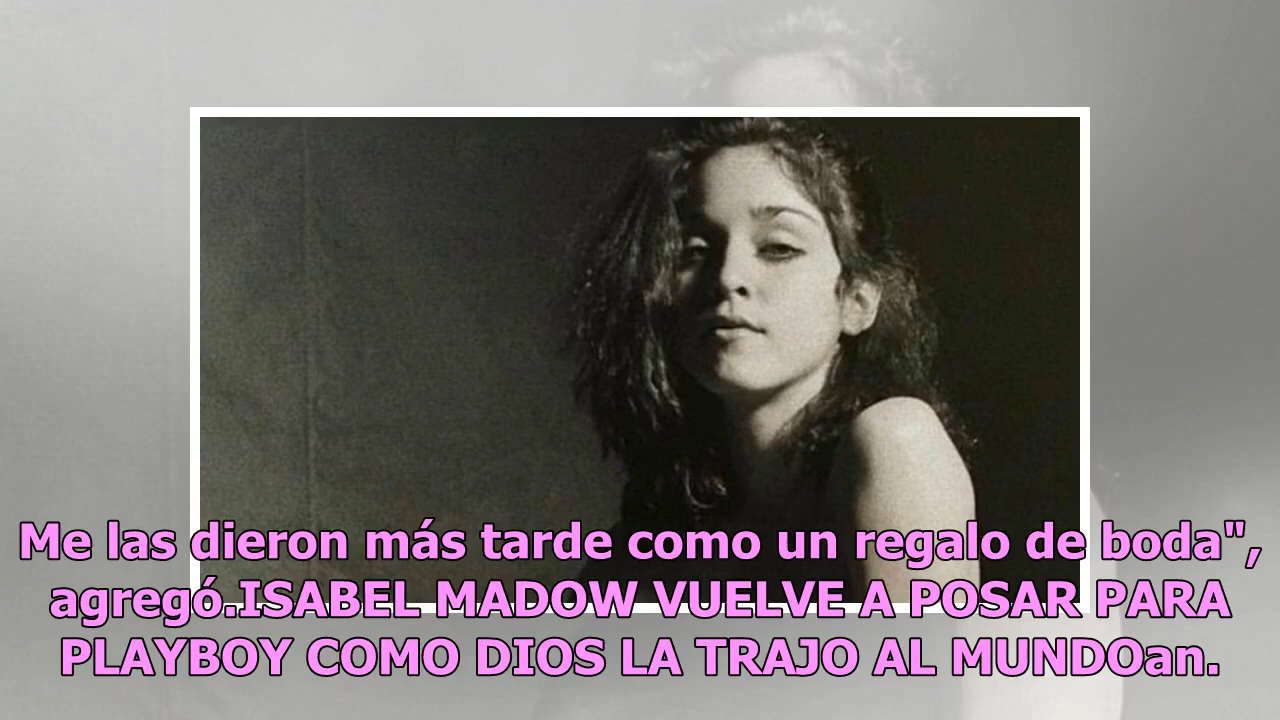 Me las dieron más tarde como un regalo de boda",
agregó.ISABEL MADOW VUELVE A POSAR PARA
PLAYBOY COMO DIOS LA TRAJO AL MUNDOan.